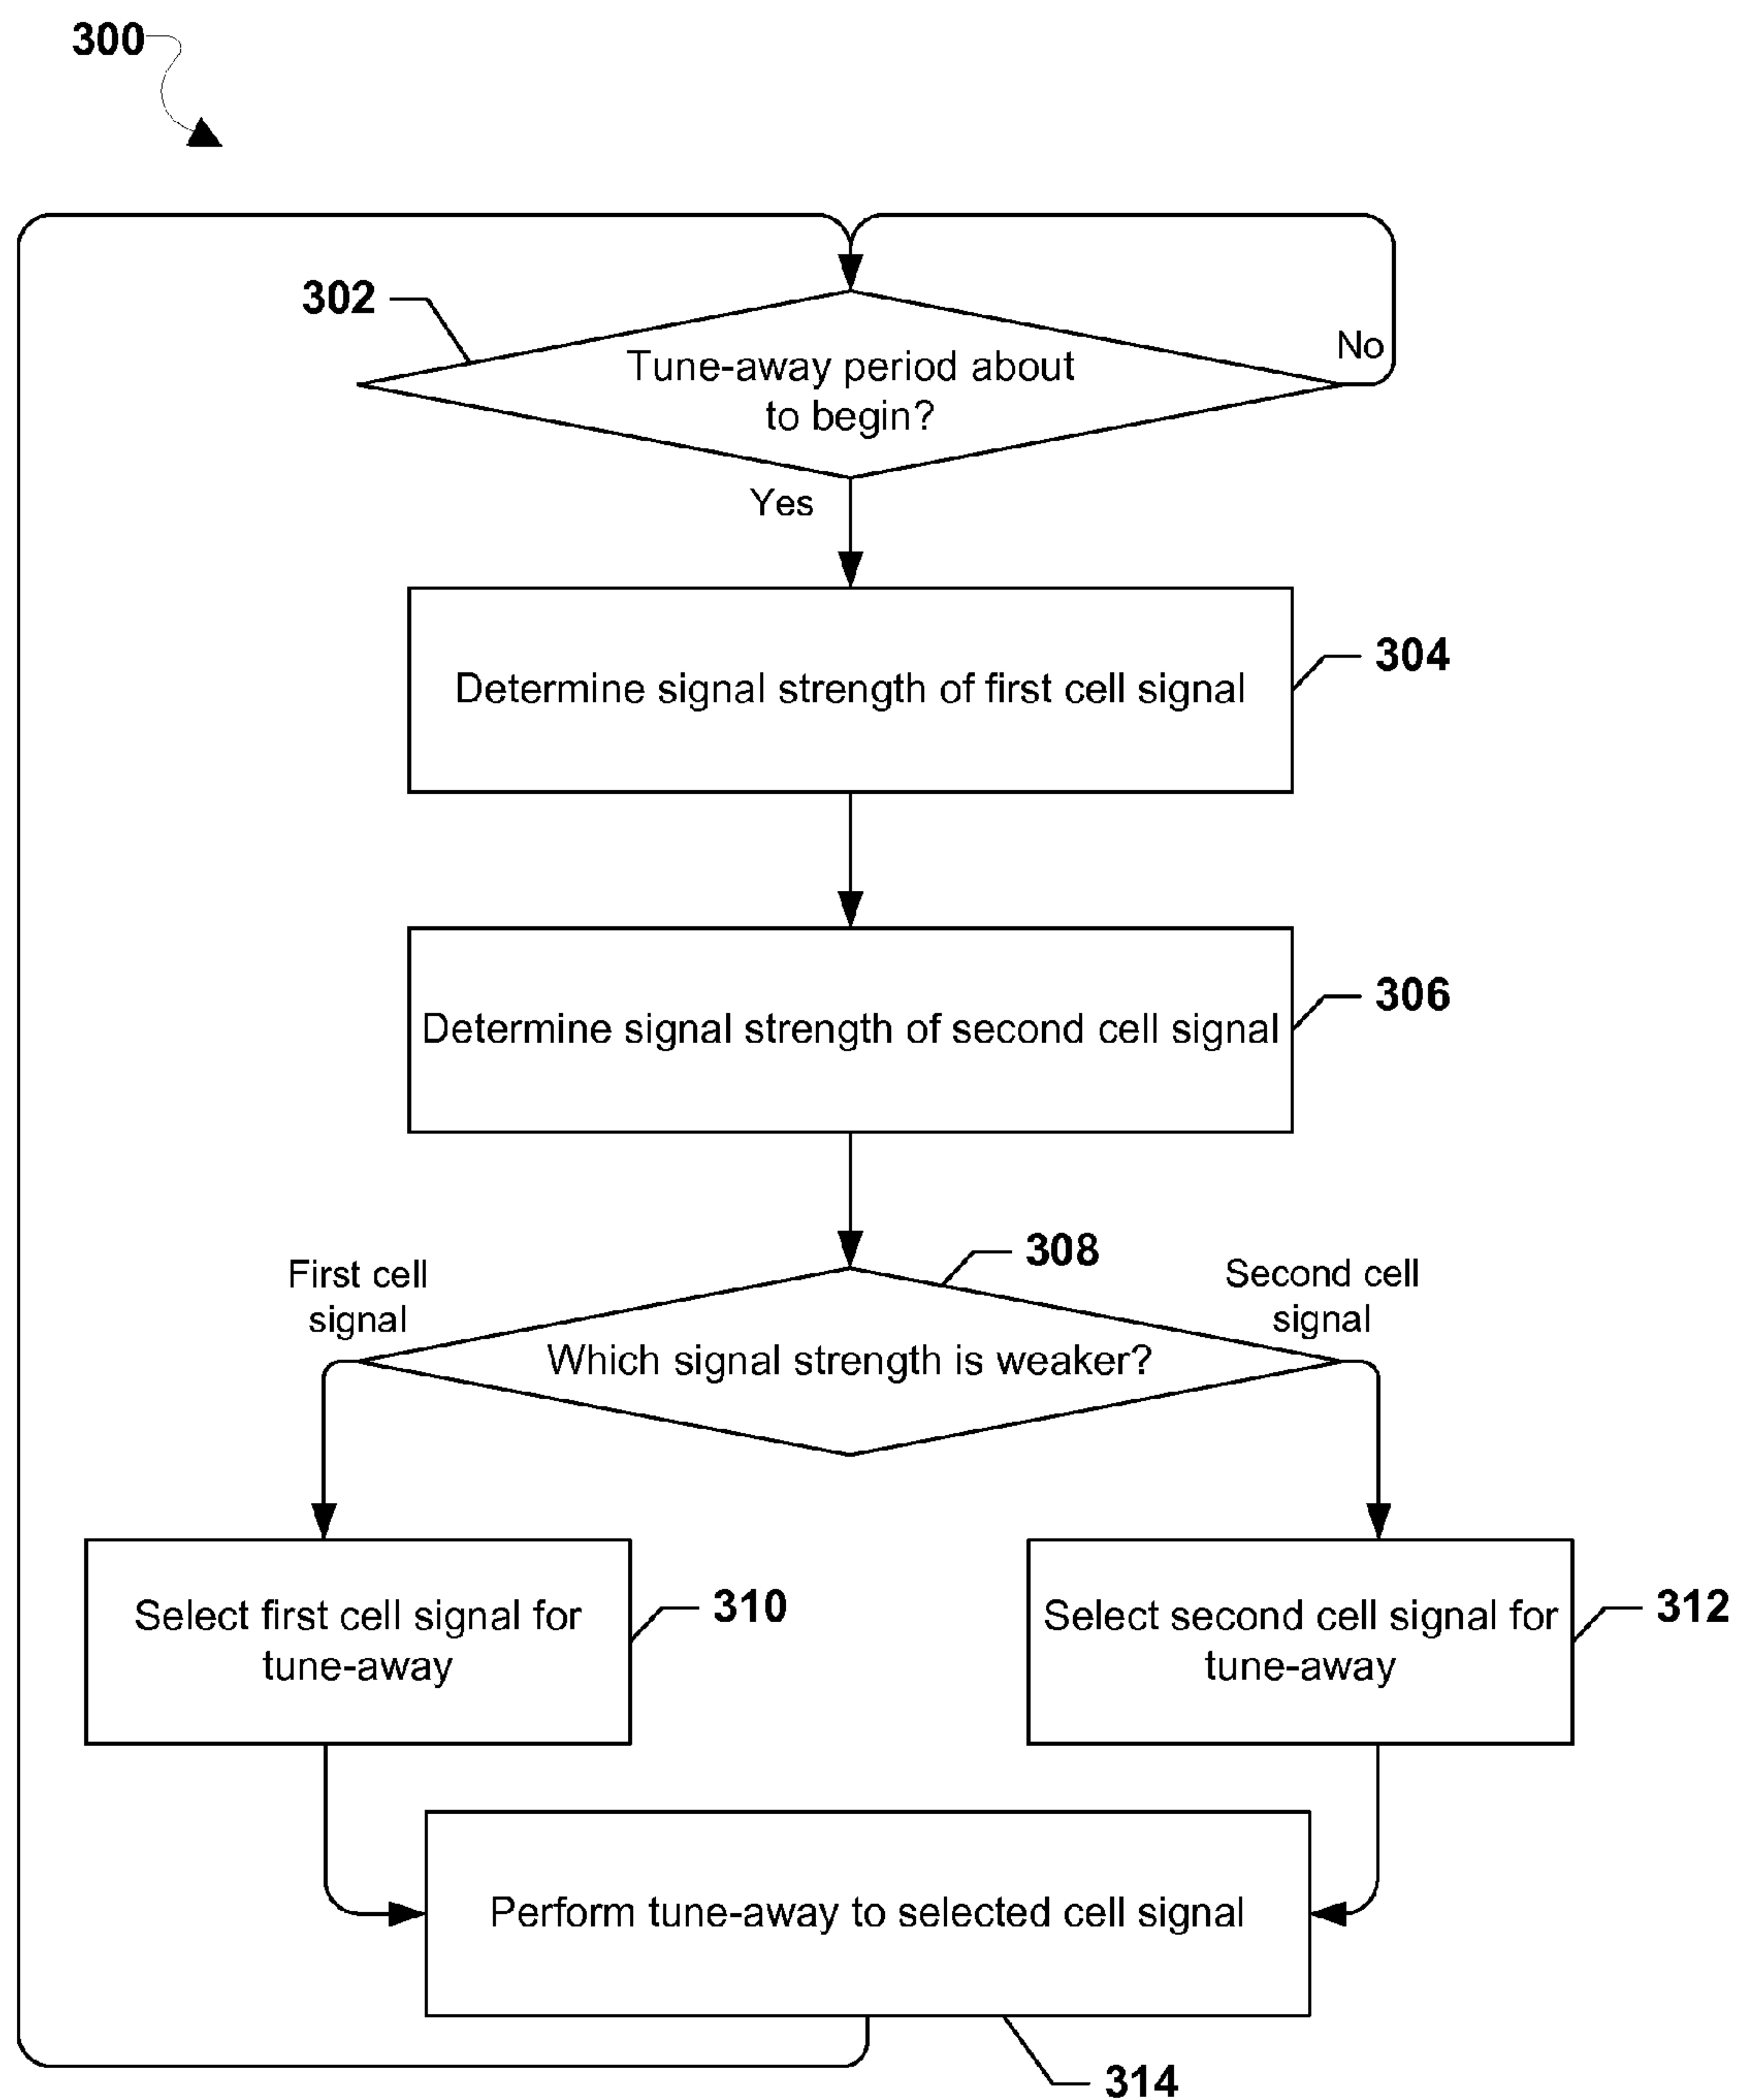 300
302
Tune-away period about
to begin?
No
Yes
Determine signal strength of first cell signal
304
Determine signal strength of second cell signal
306
308
First cell
signal
Second cell
signal
Which signal strength is weaker?
Select first cell signal for
tune-away
310
Select second cell signal for
tune-away
312
Perform tune-away to selected cell signal
314